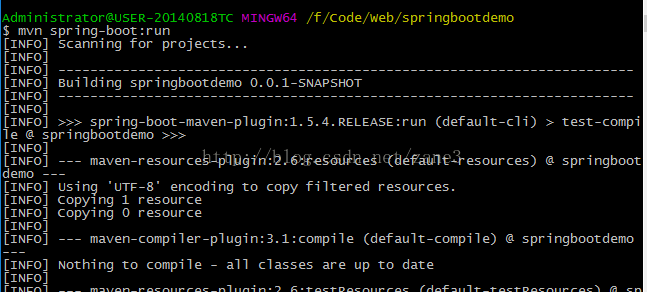 Administrator@USER-20140818TC MINGW64 /f/Code/Web/springbootdemo
$ mvn spring-boot:run
[INFO] Scanning for projects...
[INFO]
[INFO] ------------------------------------------------------------------------
[INFO] Building springbootdemo 0.0.1-SNAPSHOT
[INFO] ------------------------------------------------------------------------
[INFO]
[INFO] >>> spring-boot-maven-plugin:1.5.4.RELEASE:run (default-cli) > test-compi
le @ springbootdemo >>>
[INFO]
[INFO] --- maven-resources-plugin:2.6:resources (default-resources) @ springboot
demo ---
[INFO] Using 'UTF-8' encoding to copy filtered resources.
[INFO] Copying 1 resource
[INFO] Copying 0 resource
[INFO]
[INFO] --- maven-compiler-plugin:3.1:compile (default-compile) @ springbootdemo
---
[INFO] Nothing to compile - all classes are up to date
[INFO]
[INFO] --- maven-resources-plugin:2.6:testResources (default-testResources) @ sp